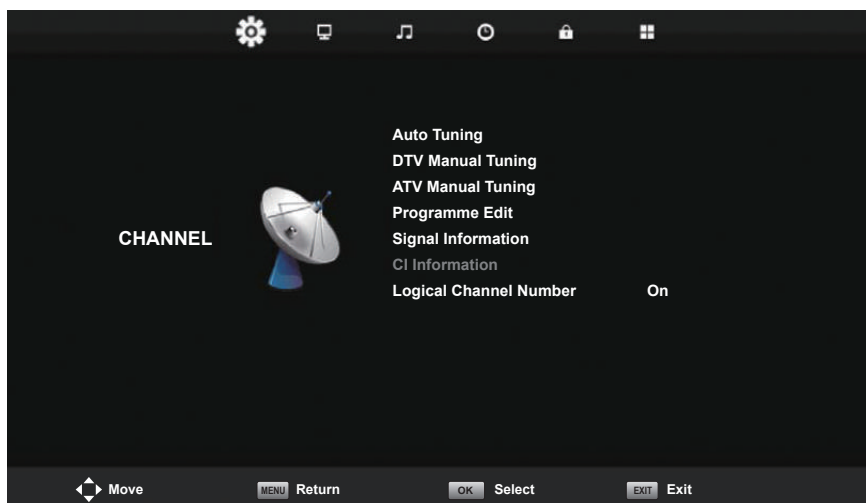 Auto Tuning
DTV Manual Tuning
ATV Manual Tuning
Programme Edit
CHANNEL
Signal Information
CI Information
Logical Channel Number On
Move MENU Return OK Select EXIT Exit